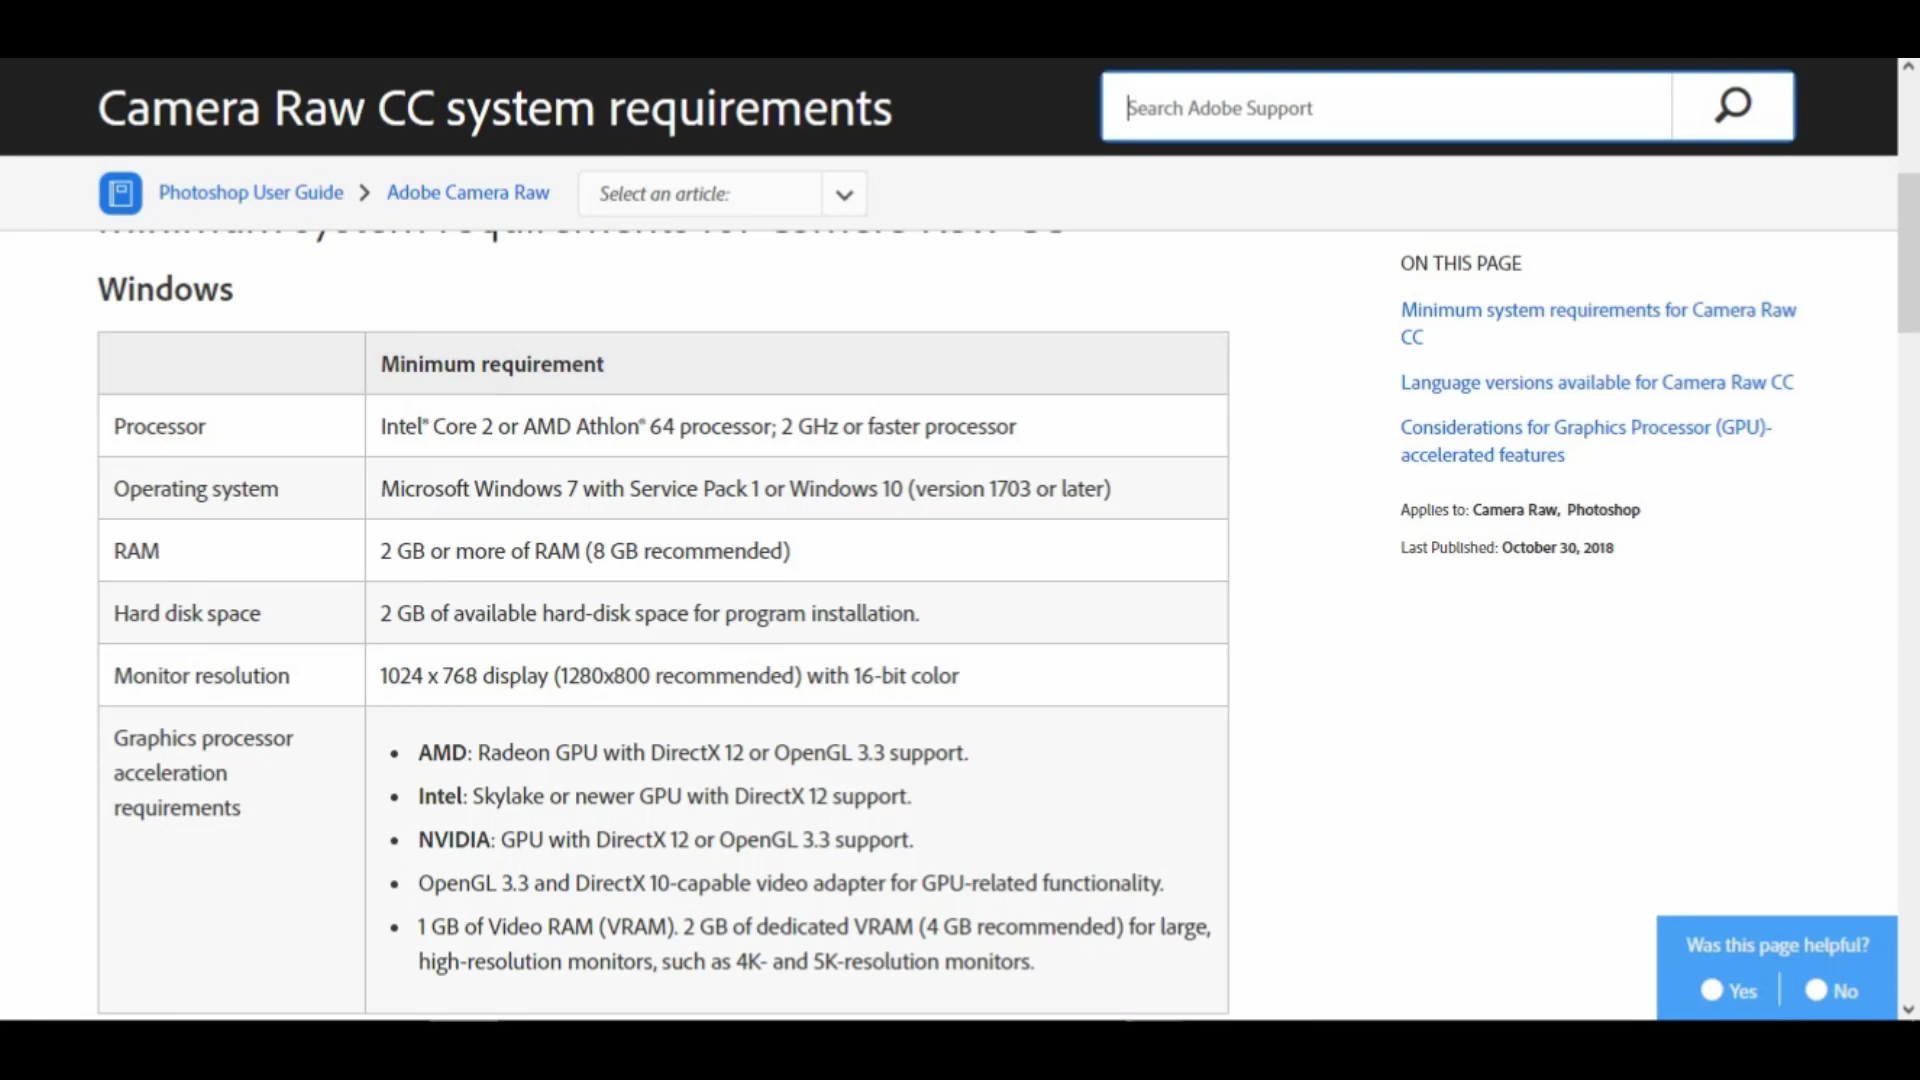 Camera Raw CC system requirements
Search Adobe Support
Photoshop User Guide > Adobe Camera Raw
Select an article:
Minimum system requirements for Camera Raw CC
Windows
Minimum requirement
Processor
Intel® Core 2 or AMD Athlon® 64 processor; 2 GHz or faster processor
Operating system
Microsoft Windows 7 with Service Pack 1 or Windows 10 (version 1703 or later)
RAM
2 GB or more of RAM (8 GB recommended)
Hard disk space
2 GB of available hard-disk space for program installation.
Monitor resolution
1024 x 768 display (1280x800 recommended) with 16-bit color
Graphics processor
acceleration
requirements
• AMD: Radeon GPU with DirectX 12 or OpenGL 3.3 support.
• Intel: Skylake or newer GPU with DirectX 12 support.
• NVIDIA: GPU with DirectX 12 or OpenGL 3.3 support.
• OpenGL 3.3 and DirectX 10-capable video adapter for GPU-related functionality.
• 1 GB of Video RAM (VRAM). 2 GB of dedicated VRAM (4 GB recommended) for large,
high-resolution monitors, such as 4K- and 5K-resolution monitors.
ON THIS PAGE
Minimum system requirements for Camera Raw
CC
Language versions available for Camera Raw CC
Considerations for Graphics Processor (GPU)-
accelerated features
Applies to: Camera Raw, Photoshop
Last Published: October 30, 2018
Was this page helpful?
Yes
No